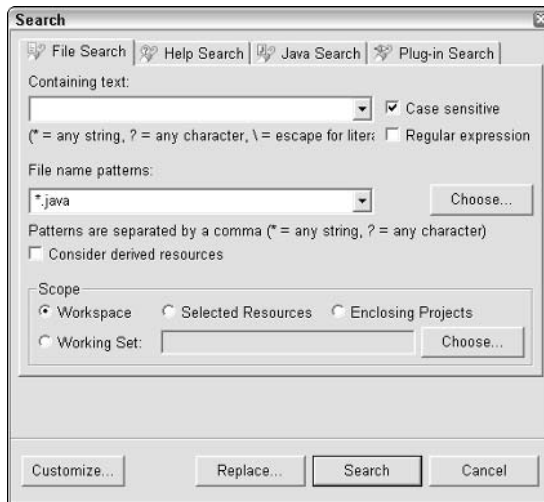 Search
File Search Help Search Java Search Plug-in Search
Containing text:
Case sensitive
(* = any string, ? = any character, \ = escape for litera Regular expression
File name patterns:
*.java Choose...
Patterns are separated by a comma (* = any string, ? = any character)
Consider derived resources
Scope
Workspace Selected Resources Enclosing Projects
Working Set: Choose...
Customize... Replace... Search Cancel